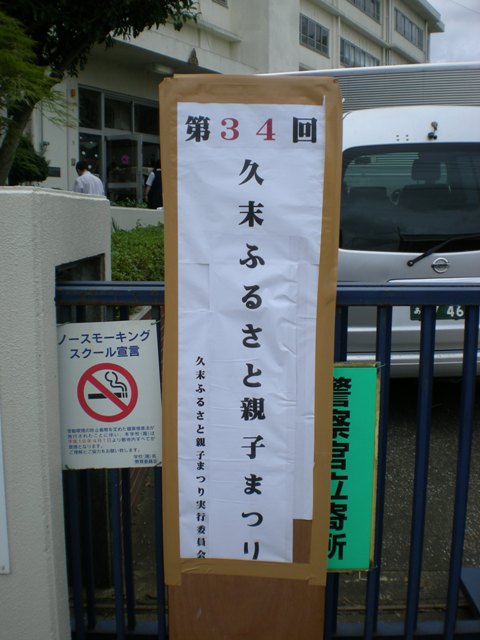 第34回
久末ふるさと親子まつり
久末ふるさと親子まつり実行委員会
ノースモーキング
スクール宣言
警察官立寄所
46